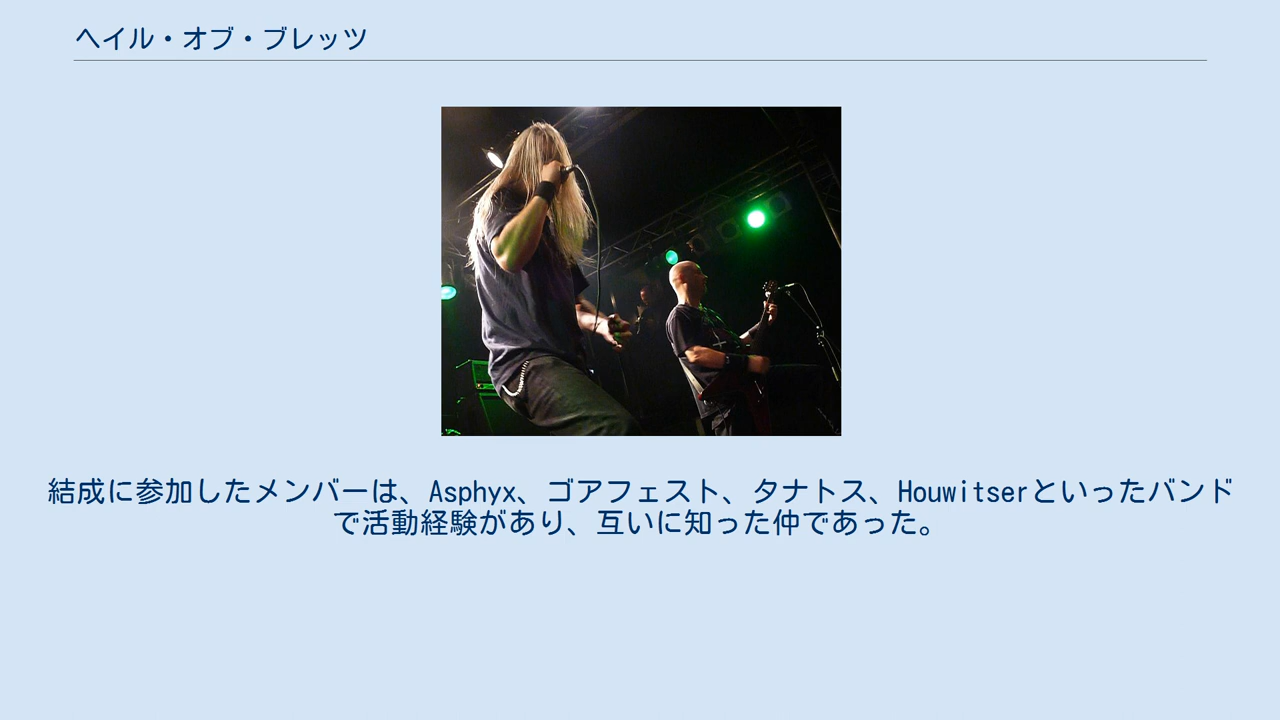 ヘイル・オブ・ブレッツ
結成に参加したメンバーは、Asphyx、ゴアフェスト、タナトス、Houwitserといったバンド
で活動経験があり、互いに知った仲であった。